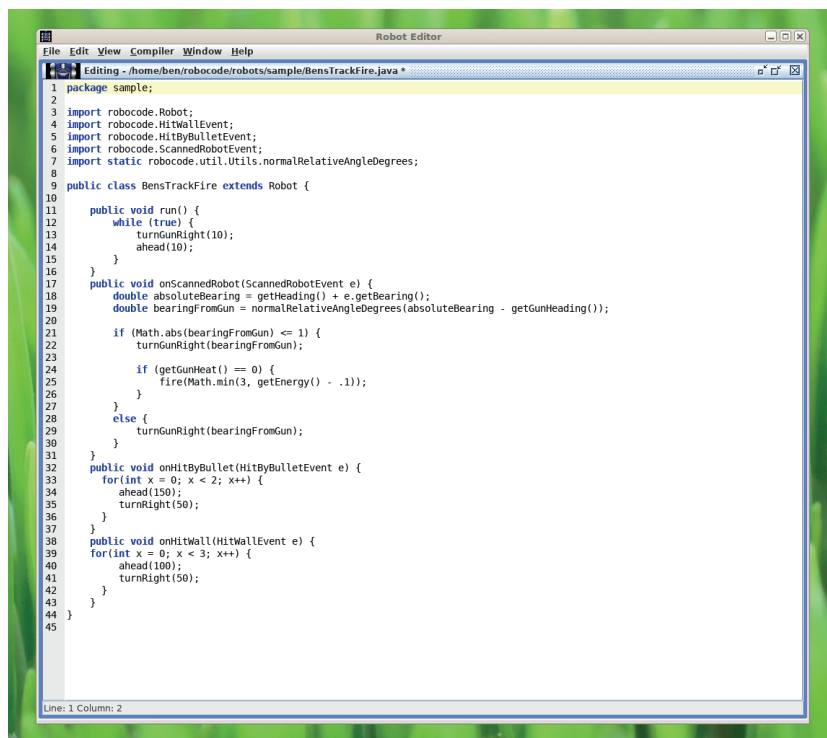 Robot Editor
File Edit View Compiler Window Help
Editing - /home/ben/robocode/robots/sample/BensTrackFire.java *
1 package sample;
2
3 import robocode.Robot;
4 import robocode.HitWallEvent;
5 import robocode.HitByBulletEvent;
6 import robocode.ScannedRobotEvent;
7 import static robocode.util.Utils.normalRelativeAngleDegrees;
8
9 public class BensTrackFire extends Robot {
10
11     public void run() {
12         while (true) {
13             turnGunRight(10);
14             ahead(10);
15         }
16     }
17     public void onScannedRobot(ScannedRobotEvent e) {
18         double absoluteBearing = getHeading() + e.getBearing();
19         double bearingFromGun = normalRelativeAngleDegrees(absoluteBearing - getGunHeading());
20
21         if (Math.abs(bearingFromGun) <= 1) {
22             turnGunRight(bearingFromGun);
23
24             if (getGunHeat() == 0) {
25                 fire(Math.min(3, getEnergy() - .1));
26             }
27         }
28         else {
29             turnGunRight(bearingFromGun);
30         }
31     }
32     public void onHitByBullet(HitByBulletEvent e) {
33       for(int x = 0; x < 2; x++) {
34          ahead(150);
35          turnRight(50);
36       }
37     }
38     public void onHitWall(HitWallEvent e) {
39     for(int x = 0; x < 3; x++) {
40          ahead(100);
41          turnRight(50);
42       }
43     }
44 }
45
Line: 1 Column: 2